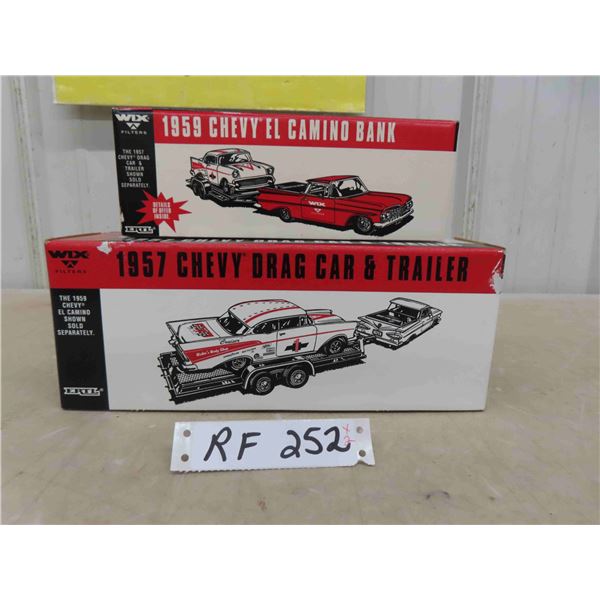 WIX
FILTERS
1959 CHEVY EL CAMINO BANK
THE 1957
CHEVY® DRAG
CAR &
TRAILER
SHOWN
SOLD
SEPARATELY.
DETAILS
OF OFFER
INSIDE
WIX
ERTL
WIX
FILTERS
1957 CHEVY DRAG CAR & TRAILER
THE 1959
CHEVY®
EL CAMINO
SHOWN
SOLD
SEPARATELY.
ERTL
RF 252 x2